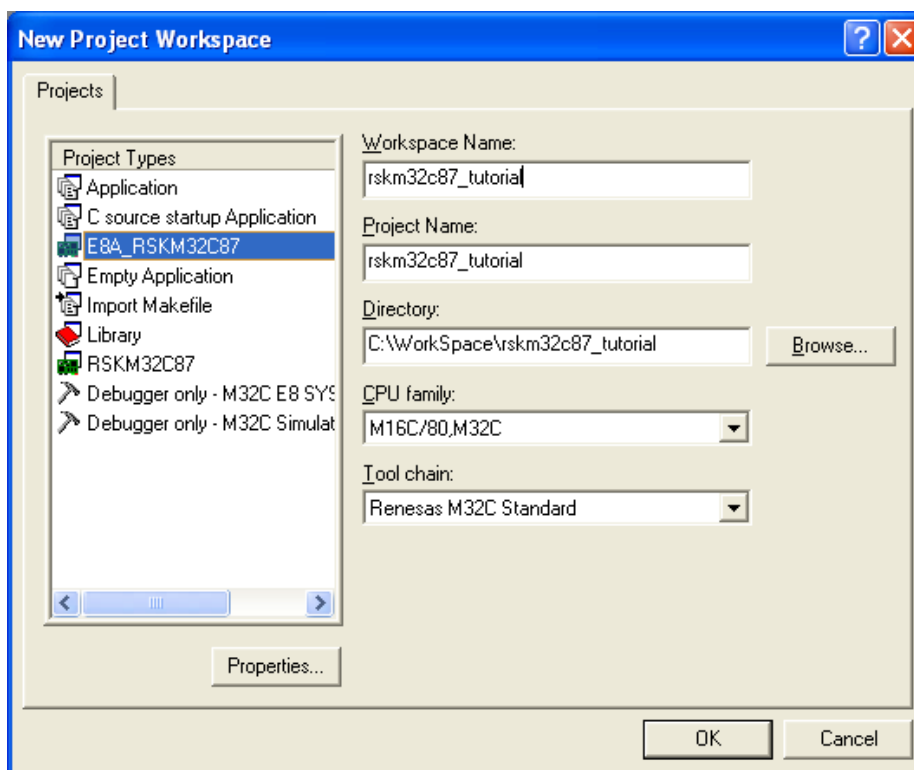 New Project Workspace
Projects
Project Types
Application
C source startup Application
E8A_RSKM32C87
Empty Application
Import Makefile
Library
RSKM32C87
Debugger only - M32C E8 SYS
Debugger only - M32C Simulat
Properties...
Workspace Name:
rskm32c87_tutorial
Project Name:
rskm32c87_tutorial
Directory:
C:\WorkSpace\rskm32c87_tutorial
Browse...
CPU family:
M16C/80,M32C
Tool chain:
Renesas M32C Standard
OK
Cancel